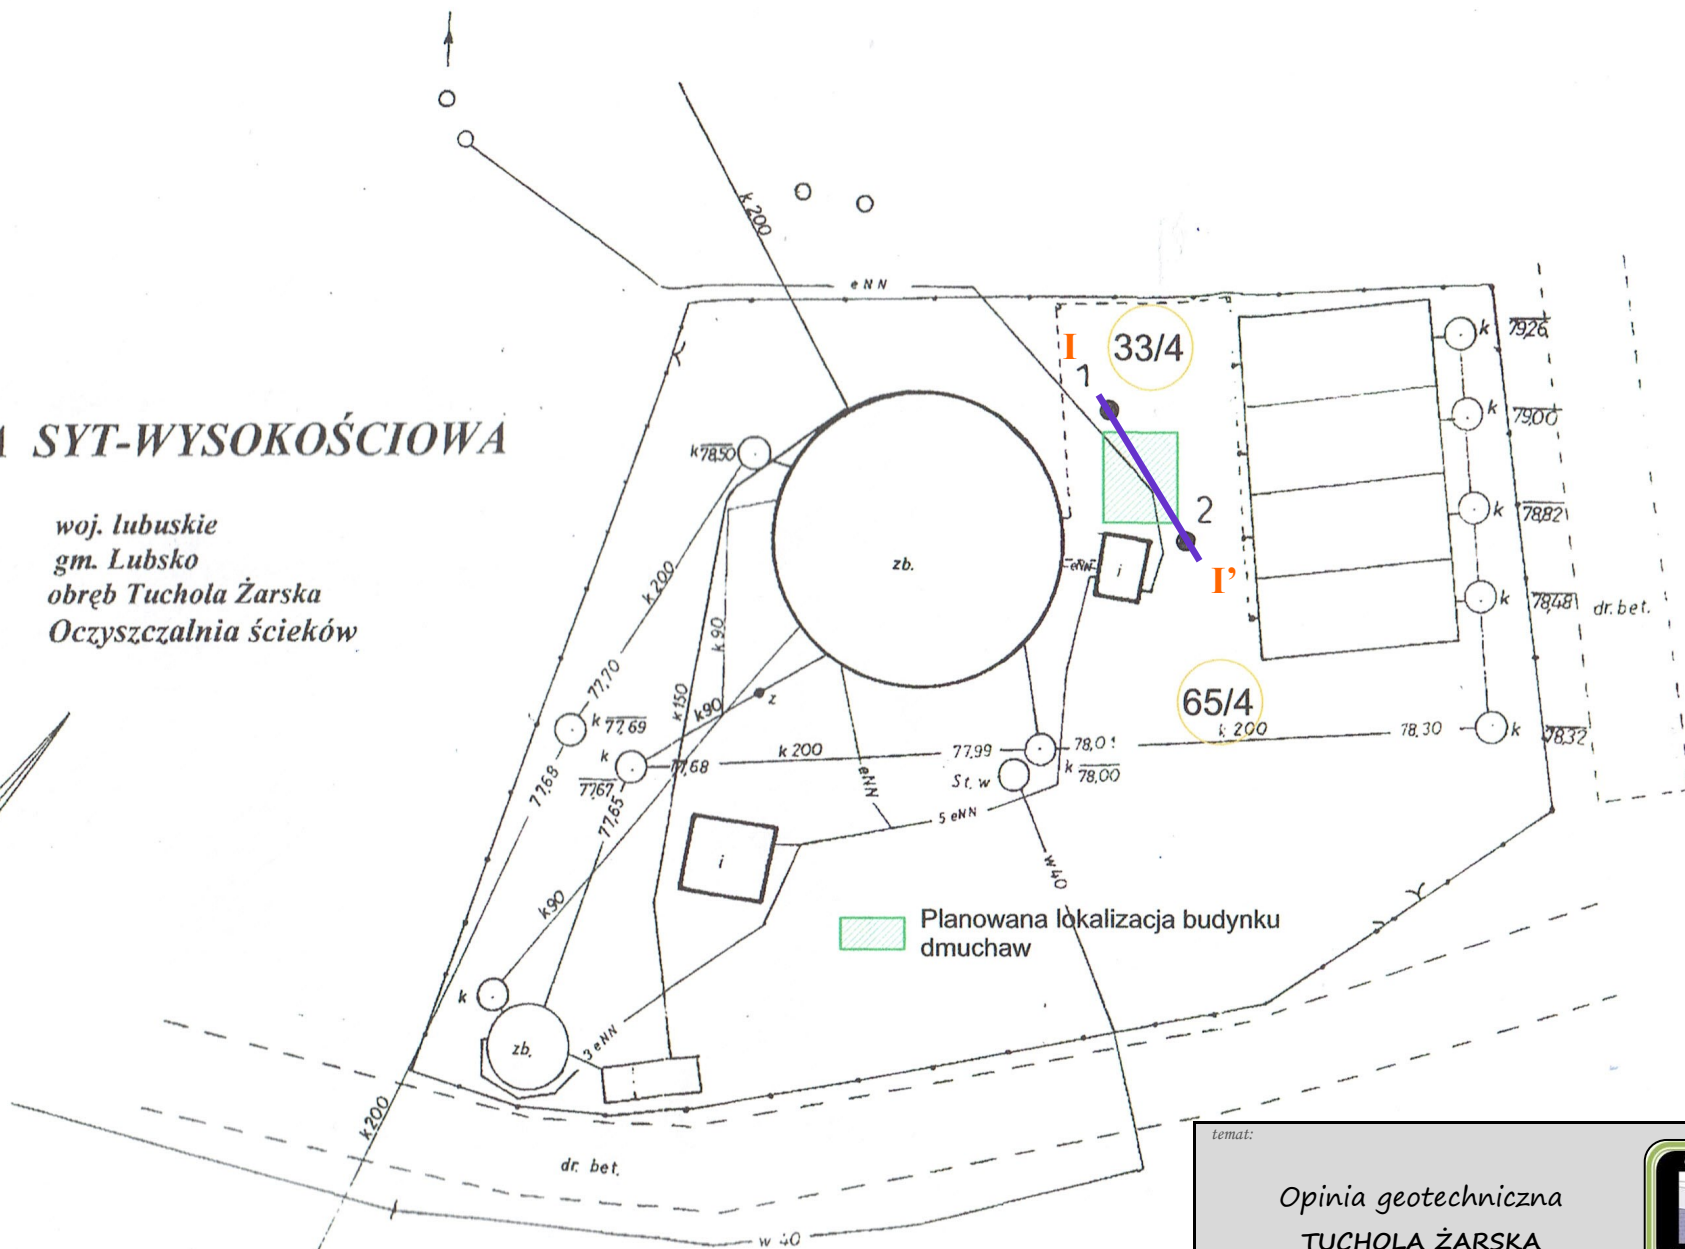 k 200
e NN
I
33/4
1
k 79,26
k 79,00
A SYT-WYSOKOŚCIOWA
k 78,50
2
k 78,82
woj. lubuskie
gm. Lubsko
obręb Tuchola Żarska
Oczyszczalnia ścieków
zb.
eNN
i
I’
k 200
k 78,48
dr. bet.
k 90
77,70
k 150
k90
z
65/4
k 77,69
k
77,67
77,68
k 200
77,99
78,01
k 78,00
k 200
78,30
k 78,32
77,68
77,65
St. w
eNN
5 eNN
i
w 40
k90
Planowana lokalizacja budynku
dmuchaw
k
zb.
3 eNN
k 200
dr. bet.
w 40
temat:
Opinia geotechniczna
TUCHOLA ŻARSKA